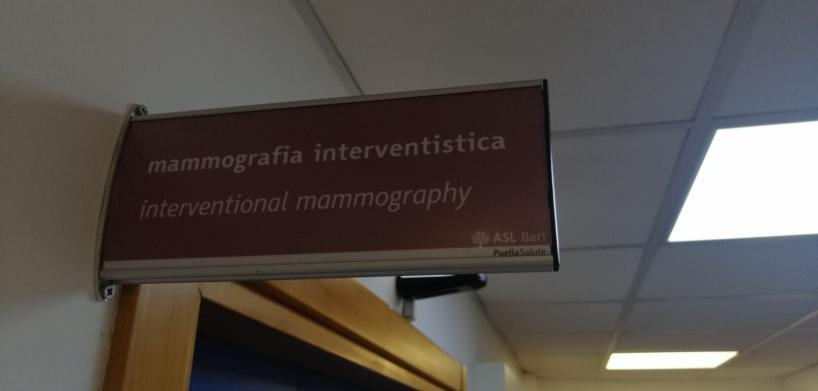 mammografia interventistica
interventional mammography
ASL Bari
PugliaSalute